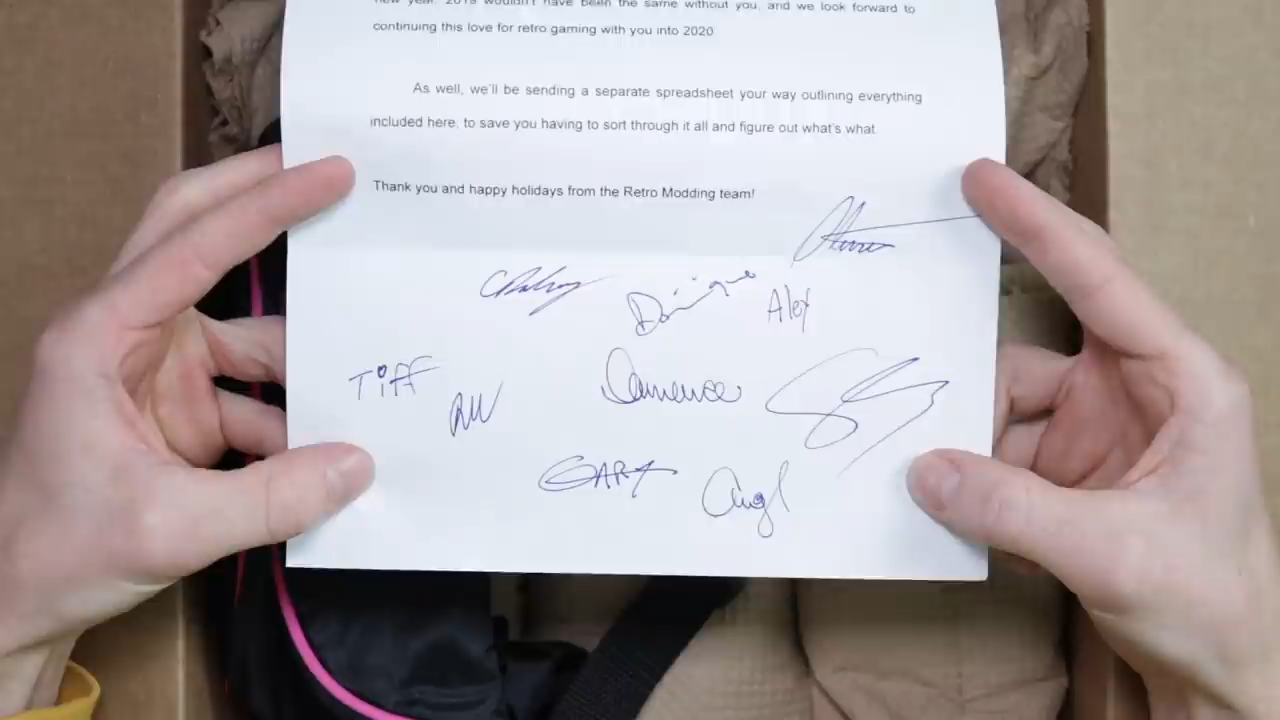 new year. 2019 wouldn't have been the same without you, and we look forward to
continuing this love for retro gaming with you into 2020
As well, we'll be sending a separate spreadsheet your way outlining everything
included here, to save you having to sort through it all and figure out what's what.
Thank you and happy holidays from the Retro Modding team!
Dominique
Alex
Tiff
Laurence
GARY